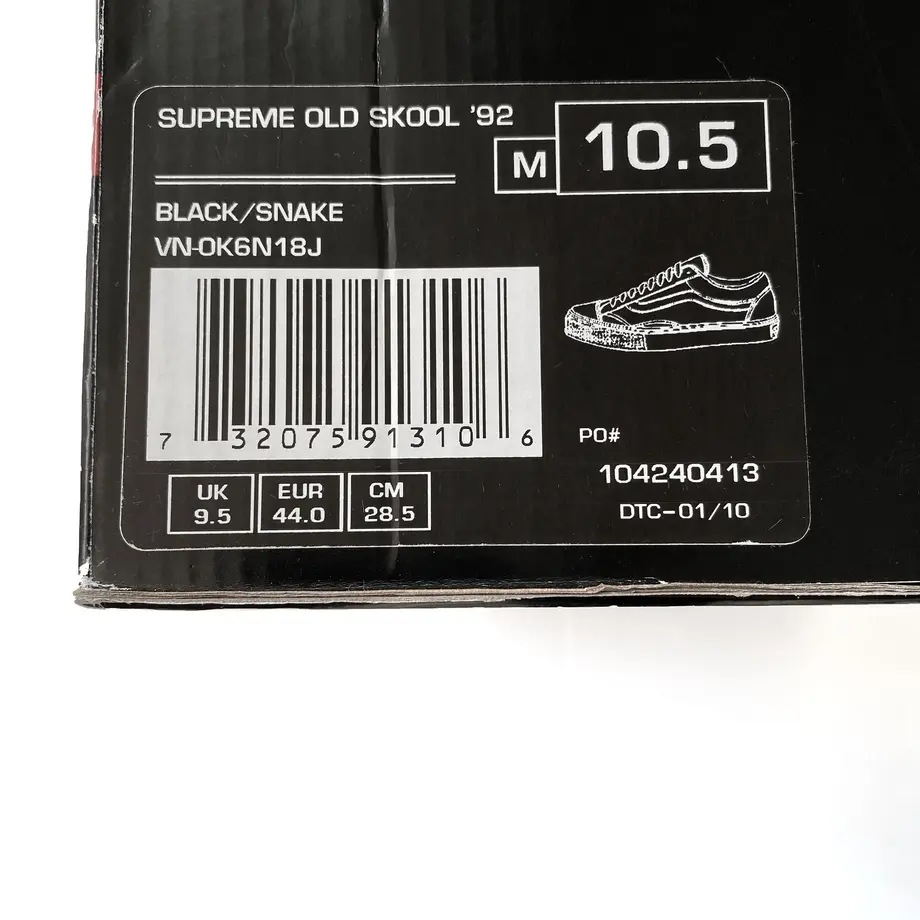 SUPREME OLD SKOOL '92
M 10.5
BLACK/SNAKE
VN-0K6N18J
7 32075 91310 6
PO#
104240413
DTC-01/10
UK EUR CM
9.5 44.0 28.5